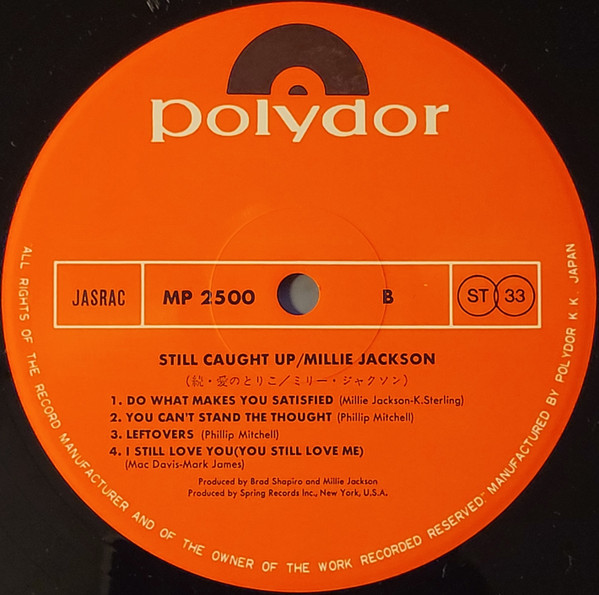 polydor
JASRAC MP 2500 B ST 33
STILL CAUGHT UP/MILLIE JACKSON
(続・愛のとりこ／ミリー・ジャクソン)
1. DO WHAT MAKES YOU SATISFIED (Millie Jackson-K.Sterling)
2. YOU CAN'T STAND THE THOUGHT (Phillip Mitchell)
3. LEFTOVERS (Phillip Mitchell)
4. I STILL LOVE YOU(YOU STILL LOVE ME)
(Mac Davis-Mark James)
Produced by Brad Shapiro and Millie Jackson
Produced by Spring Records Inc., New York, U.S.A.
ALL RIGHTS OF THE RECORD MANUFACTURER AND OF THE OWNER OF THE WORK RECORDED RESERVED·" MANUFACTURED BY POLYDOR K.K. JAPAN